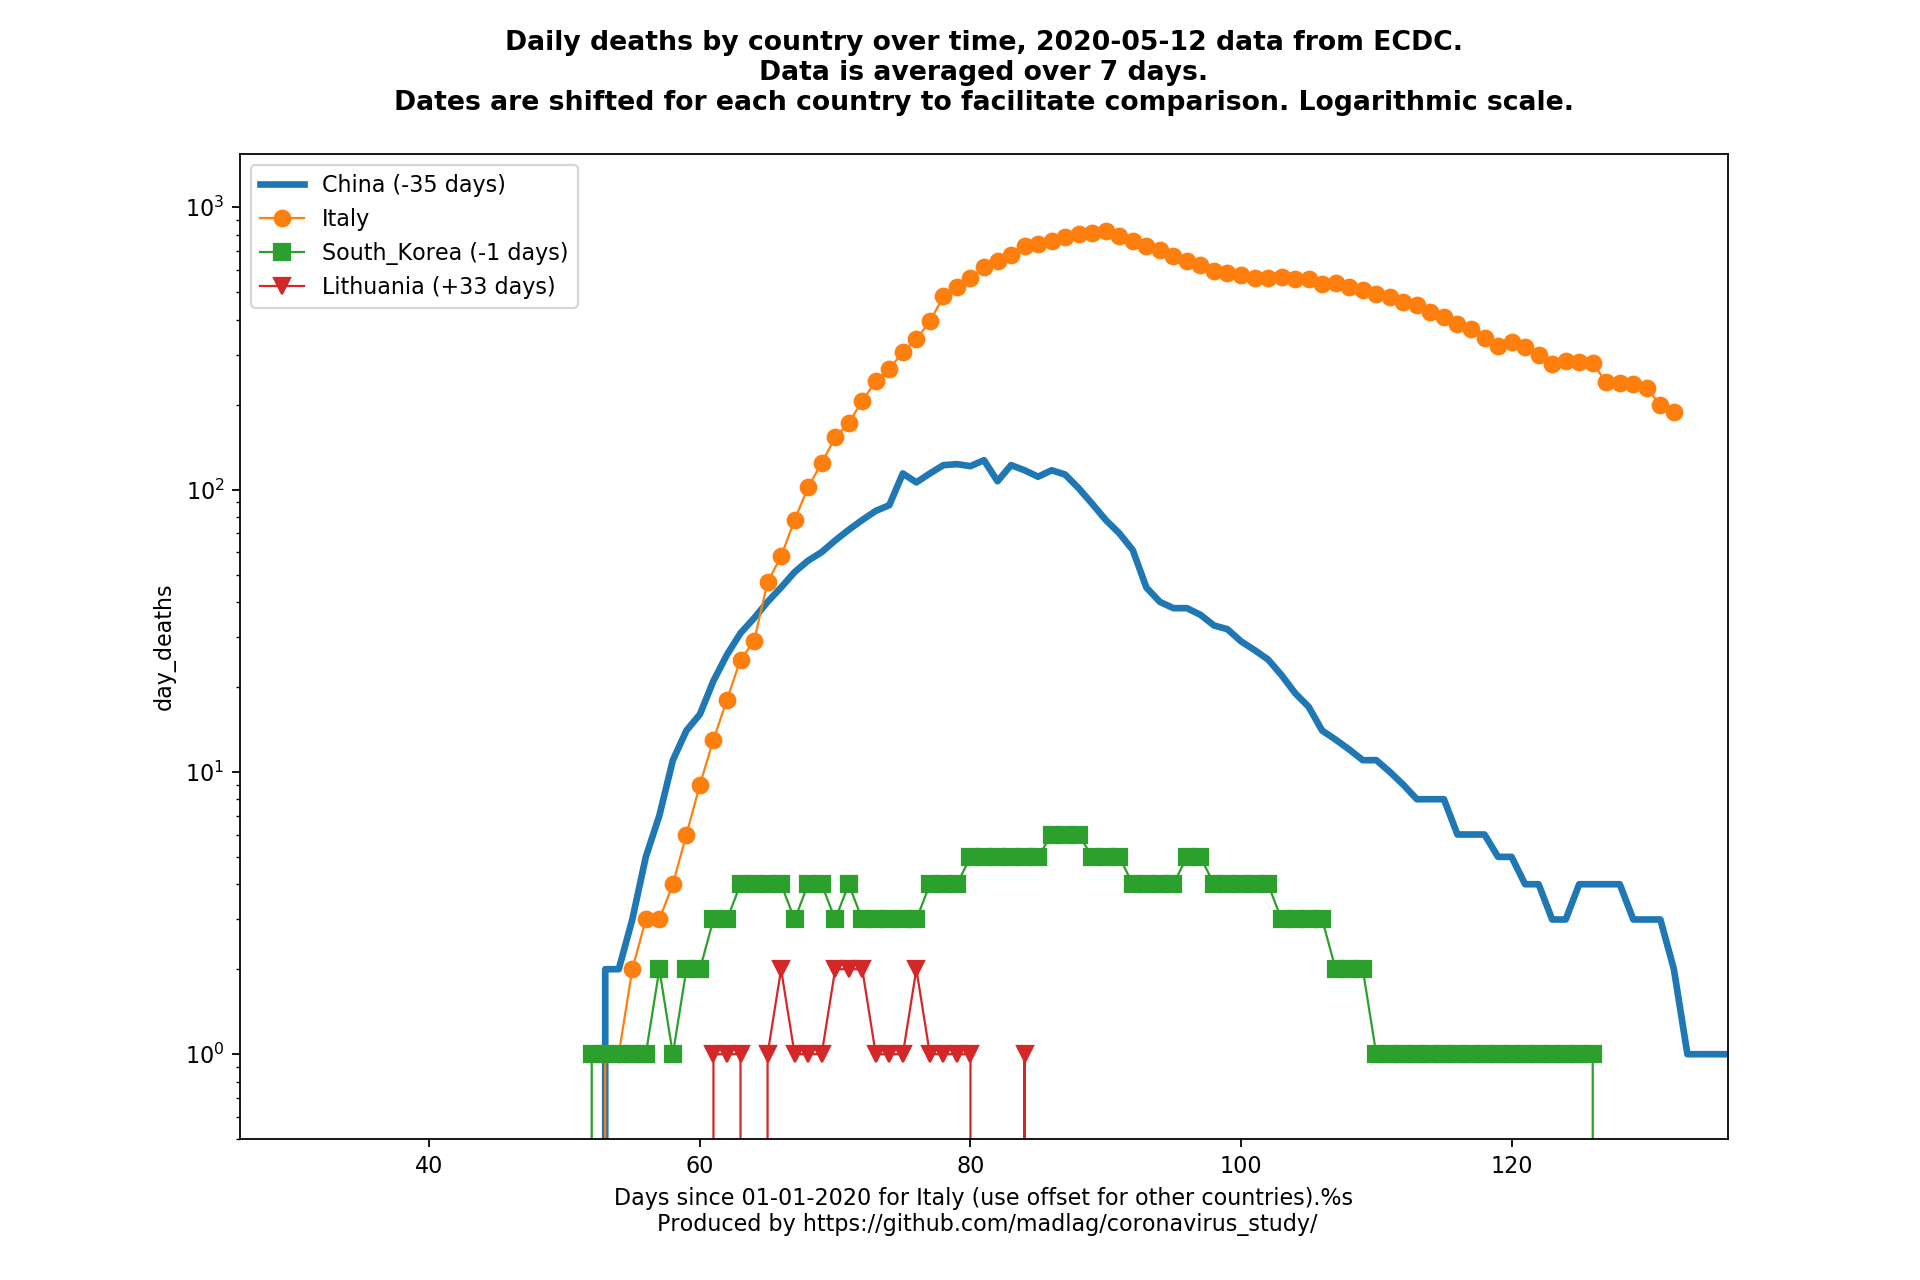 Daily deaths by country over time, 2020-05-12 data from ECDC.
Data is averaged over 7 days.
Dates are shifted for each country to facilitate comparison. Logarithmic scale.
China (-35 days)
Italy
South_Korea (-1 days)
Lithuania (+33 days)
10³
10²
10¹
10⁰
day_deaths
40 60 80 100 120
Days since 01-01-2020 for Italy (use offset for other countries).%s
Produced by https://github.com/madlag/coronavirus_study/